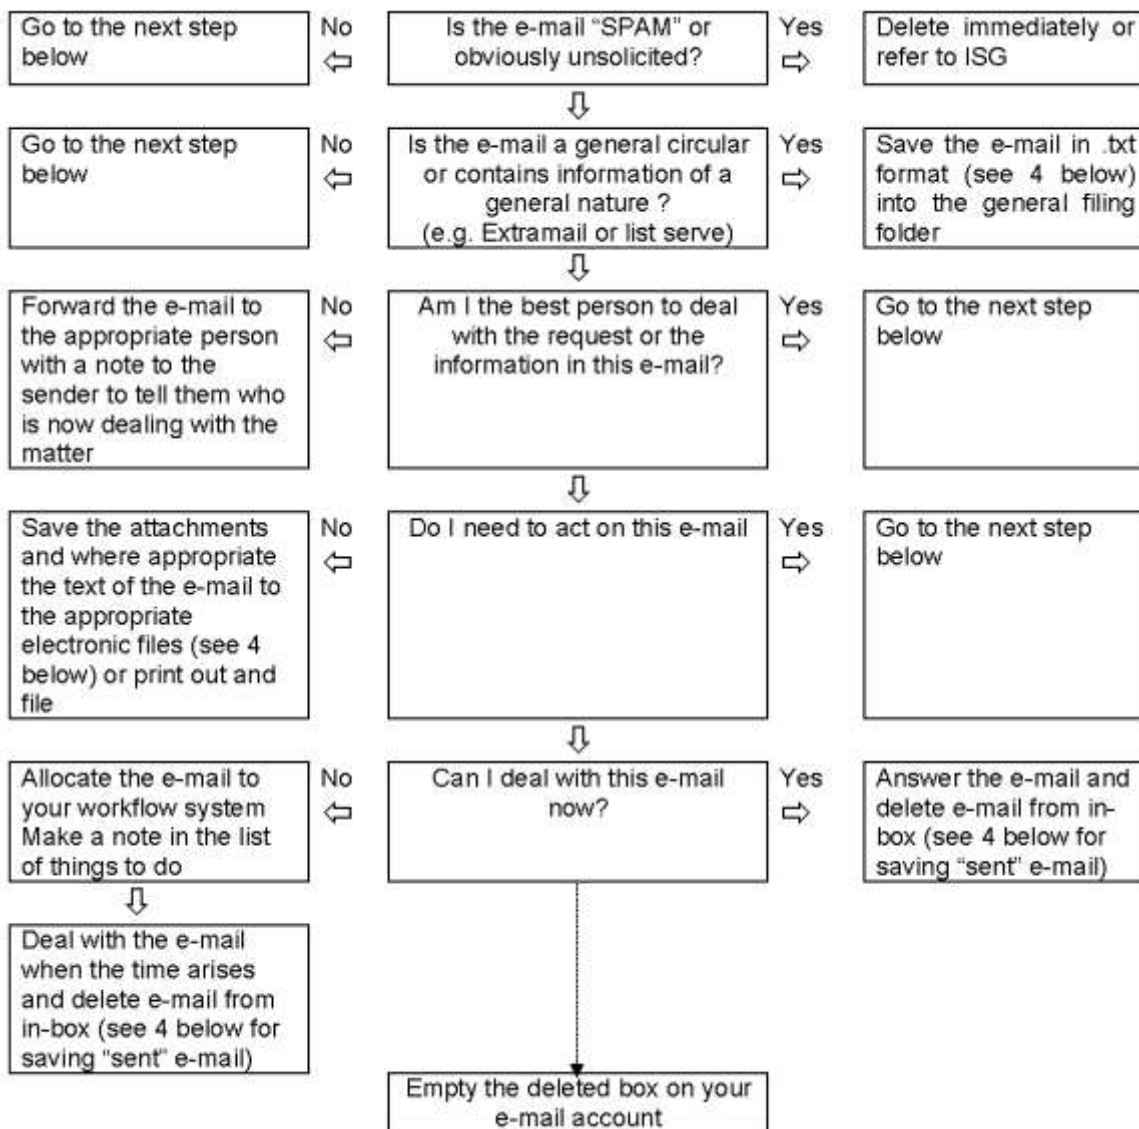 Go to the next step
below
No
Is the e-mail “SPAM” or
obviously unsolicited?
Yes
Delete immediately or
refer to ISG
Go to the next step
below
No
Is the e-mail a general circular
or contains information of a
general nature ?
(e.g. Extramail or list serve)
Yes
Save the e-mail in .txt
format (see 4 below)
into the general filing
folder
Forward the e-mail to
the appropriate person
with a note to the
sender to tell them who
is now dealing with the
matter
No
Am I the best person to deal
with the request or the
information in this e-mail?
Yes
Go to the next step
below
Save the attachments
and where appropriate
the text of the e-mail to
the appropriate
electronic files (see 4
below) or print out and
file
No
Do I need to act on this e-mail
Yes
Go to the next step
below
Allocate the e-mail to
your workflow system
Make a note in the list
of things to do
No
Can I deal with this e-mail
now?
Yes
Answer the e-mail and
delete e-mail from in-
box (see 4 below for
saving “sent” e-mail)
Deal with the e-mail
when the time arises
and delete e-mail from
in-box (see 4 below for
saving “sent” e-mail)
Empty the deleted box on your
e-mail account